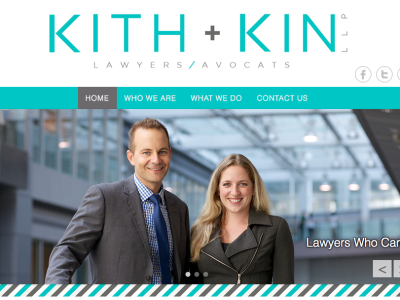 KITH + KIN LLP
LAWYERS/AVOCATS
HOME WHO WE ARE WHAT WE DO CONTACT US
Lawyers Who Car
<